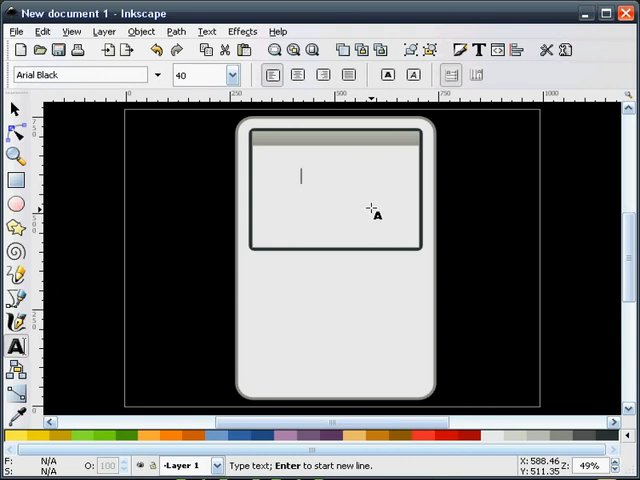 New document 1 - Inkscape
File Edit View Layer Object Path Text Effects Help
Arial Black 40
0 250 500 750 1000
F: N/A
S: N/A
O: 100
Layer 1
Type text; Enter to start new line.
X: 588.46
Y: 511.35
Z: 49%